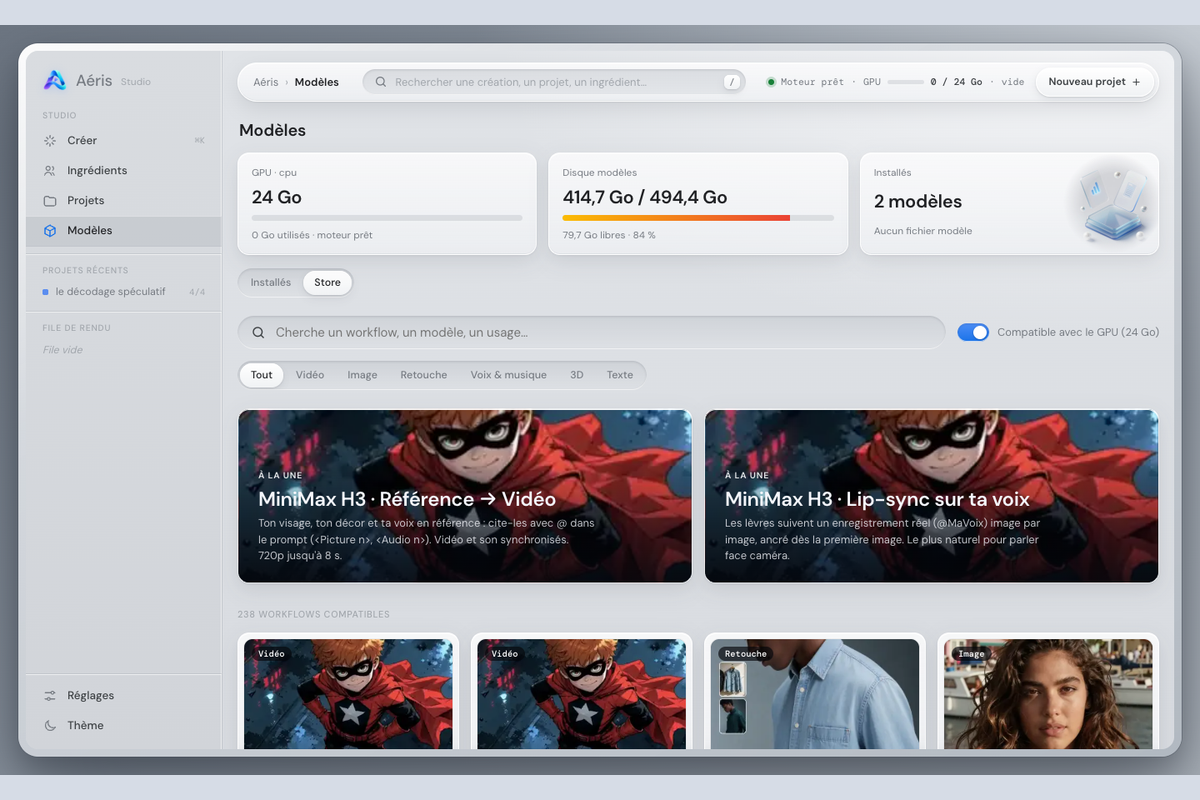 Aéris Studio
STUDIO
Créer ⌘K
Ingrédients
Projets
Modèles
PROJETS RÉCENTS
le décodage spéculatif 4/4
FILE DE RENDU
File vide
Réglages
Thème
Aéris › Modèles
Rechercher une création, un projet, un ingrédient… /
Moteur prêt · GPU 0 / 24 Go · vide
Nouveau projet +
Modèles
GPU · cpu
24 Go
0 Go utilisés · moteur prêt
Disque modèles
414,7 Go / 494,4 Go
79,7 Go libres · 84 %
Installés
2 modèles
Aucun fichier modèle
Installés Store
Cherche un workflow, un modèle, un usage…
Compatible avec le GPU (24 Go)
Tout Vidéo Image Retouche Voix & musique 3D Texte
À LA UNE
MiniMax H3 · Référence → Vidéo
Ton visage, ton décor et ta voix en référence : cite-les avec @ dans
le prompt (<Picture n>, <Audio n>). Vidéo et son synchronisés.
720p jusqu'à 8 s.
À LA UNE
MiniMax H3 · Lip-sync sur ta voix
Les lèvres suivent un enregistrement réel (@MaVoix) image par
image, ancré dès la première image. Le plus naturel pour parler
face caméra.
238 WORKFLOWS COMPATIBLES
Vidéo
Vidéo
Retouche
Image